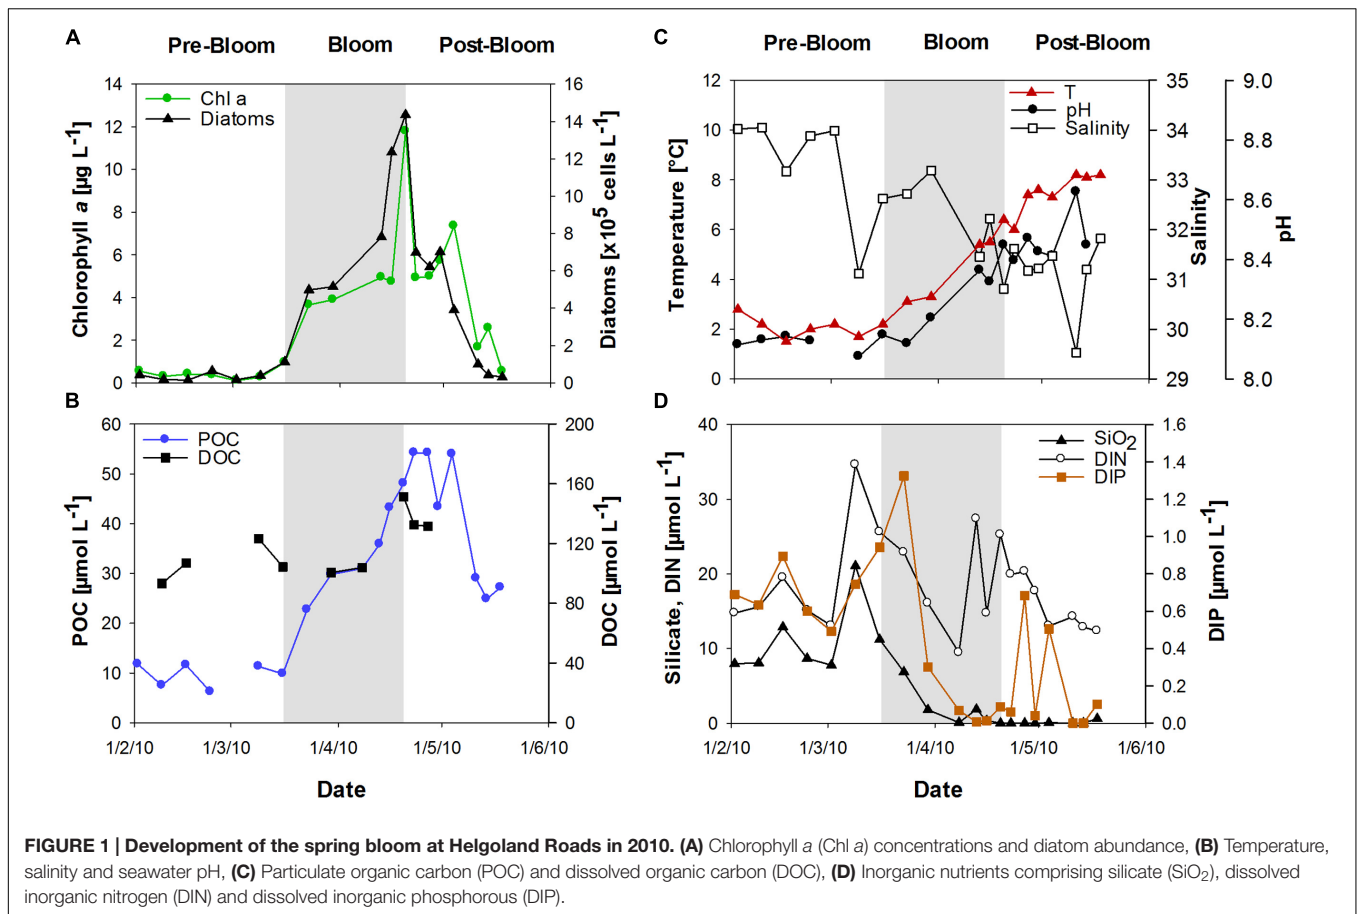 A
Pre-Bloom Bloom Post-Bloom
14
12
10
8
6
4
2
0
Chlorophyll a [µg L-1]
Chl a
Diatoms
16
14
12
10
8
6
4
2
0
Diatoms [x10^5 cells L-1]
C
Pre-Bloom Bloom Post-Bloom
12
10
8
6
4
2
0
Temperature [°C]
T
pH
Salinity
35
34
33
32
31
30
29
Salinity
9.0
8.8
8.6
8.4
8.2
8.0
pH
B
60
50
40
30
20
10
0
POC [µmol L-1]
POC
DOC
200
160
120
80
40
0
DOC [µmol L-1]
1/2/10 1/3/10 1/4/10 1/5/10 1/6/10
Date
D
40
30
20
10
0
Silicate, DIN [µmol L-1]
SiO2
DIN
DIP
1.6
1.4
1.2
1.0
0.8
0.6
0.4
0.2
0.0
DIP [µmol L-1]
1/2/10 1/3/10 1/4/10 1/5/10 1/6/10
Date
FIGURE 1 | Development of the spring bloom at Helgoland Roads in 2010. (A) Chlorophyll a (Chl a) concentrations and diatom abundance, (B) Temperature,
salinity and seawater pH, (C) Particulate organic carbon (POC) and dissolved organic carbon (DOC), (D) Inorganic nutrients comprising silicate (SiO2), dissolved
inorganic nitrogen (DIN) and dissolved inorganic phosphorous (DIP).